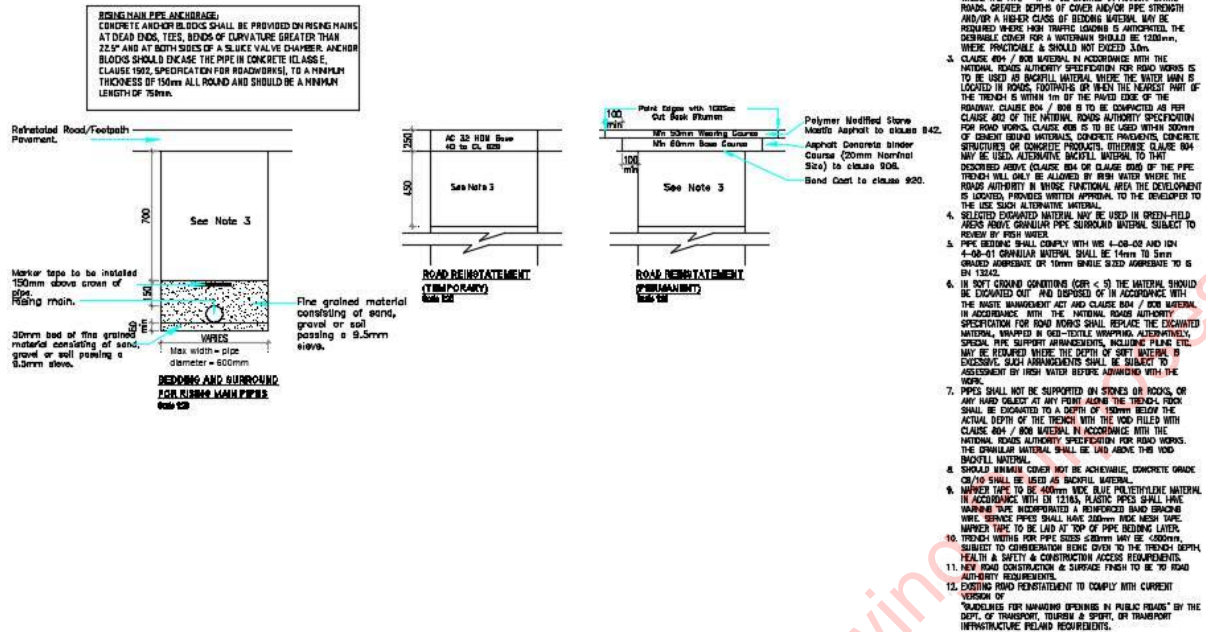 RISING MAIN PIPE ANCHORAGE:
CONCRETE ANCHOR BLOCKS SHALL BE PROVIDED ON RISING MAINS
AT DEAD ENDS, TEES, BENDS OF CURVATURE GREATER THAN
22.5° AND AT BOTH SIDES OF A SLUICE VALVE CHAMBER. ANCHOR
BLOCKS SHOULD ENCASE THE PIPE IN CONCRETE (CLASS E,
CLAUSE 1502, SPECIFICATION FOR ROADWORKS), TO A MINIMUM
THICKNESS OF 150mm ALL ROUND AND SHOULD BE A MINIMUM
LENGTH OF 750mm.
Reinstated Road/Footpath
Pavement.
700
See Note 3
Marker tape to be installed
150mm above crown of
pipe.
Rising main.
150
50
min
50mm bed of fine grained
material consisting of sand,
gravel or soil passing a
9.5mm sieve.
Fine grained material
consisting of sand,
gravel or soil
passing a 9.5mm
sieve.
VARIES
Max width = pipe
diameter = 600mm
BEDDING AND SURROUND
FOR RISING MAIN PIPES
250
450
AC 32 HDM Base
See Note 3
ROAD REINSTATEMENT
(TEMPORARY)
Paint Edges with 100Sec
Cut Back Bitumen
100
min
Min 50mm Wearing Course
Min 60mm Base Course
100
min
See Note 3
Polymer Modified Stone
Mastic Asphalt to clause 942.
Asphalt Concrete binder
Course (20mm Nominal
Size) to clause 906.
Bond Coat to clause 920.
ROAD REINSTATEMENT
(PERMANENT)
ROADS. GREATER DEPTHS OF COVER AND/OR PIPE STRENGTH
AND/OR A HIGHER CLASS OF BEDDING MATERIAL MAY BE
REQUIRED WHERE HIGH TRAFFIC LOADING IS ANTICIPATED. THE
DESIRABLE COVER FOR A WATERMAIN SHOULD BE 1200mm,
WHERE PRACTICABLE & SHOULD NOT EXCEED 3.0m.
3. CLAUSE 804 / 808 MATERIAL IN ACCORDANCE WITH THE
NATIONAL ROADS AUTHORITY SPECIFICATION FOR ROAD WORKS IS
TO BE USED AS BACKFILL MATERIAL WHERE THE WATER MAIN IS
LOCATED IN ROADS, FOOTPATHS OR WHEN THE NEAREST PART OF
THE TRENCH IS WITHIN 1m OF THE PAVED EDGE OF THE
ROADWAY. CLAUSE 804 / 808 IS TO BE COMPACTED AS PER
CLAUSE 802 OF THE NATIONAL ROADS AUTHORITY SPECIFICATION
FOR ROAD WORKS. CLAUSE 808 IS TO BE USED WITHIN 500mm
OF CEMENT BOUND MATERIALS, CONCRETE PAVEMENTS, CONCRETE
STRUCTURES OR CONCRETE PRODUCTS. OTHERWISE CLAUSE 804
MAY BE USED. ALTERNATIVE BACKFILL MATERIAL TO THAT
DESCRIBED ABOVE (CLAUSE 804 OR CLAUSE 808) OF THE PIPE
TRENCH WILL ONLY BE ALLOWED BY IRISH WATER WHERE THE
ROADS AUTHORITY IN WHOSE FUNCTIONAL AREA THE DEVELOPMENT
IS LOCATED, PROVIDES WRITTEN APPROVAL TO THE DEVELOPER TO
THE USE SUCH ALTERNATIVE MATERIAL.
4. SELECTED EXCAVATED MATERIAL MAY BE USED IN GREEN-FIELD
AREAS ABOVE GRANULAR PIPE SURROUND MATERIAL SUBJECT TO
REVIEW BY IRISH WATER
5. PIPE BEDDING SHALL COMPLY WITH WIS 4-08-02 AND IGN
4-08-01 GRANULAR MATERIAL SHALL BE 14mm TO 5mm
GRADED AGGREGATE OR 10mm SINGLE SIZED AGGREGATE TO IS
EN 13242.
6. IN SOFT GROUND CONDITIONS (CBR < 5) THE MATERIAL SHOULD
BE EXCAVATED OUT AND DISPOSED OF IN ACCORDANCE WITH
THE WASTE MANAGEMENT ACT AND CLAUSE 804 / 808 MATERIAL
IN ACCORDANCE WITH THE NATIONAL ROADS AUTHORITY
SPECIFICATION FOR ROAD WORKS SHALL REPLACE THE EXCAVATED
MATERIAL, WRAPPED IN GEO-TEXTILE WRAPPING. ALTERNATIVELY,
SPECIAL PIPE SUPPORT ARRANGEMENTS, INCLUDING PILING ETC.
MAY BE REQUIRED WHERE THE DEPTH OF SOFT MATERIAL IS
EXCESSIVE. SUCH ARRANGEMENTS SHALL BE SUBJECT TO
ASSESSMENT BY IRISH WATER BEFORE ADVANCING WITH THE
WORK.
7. PIPES SHALL NOT BE SUPPORTED ON STONES OR ROCKS, OR
ANY HARD OBJECT AT ANY POINT ALONG THE TRENCH. ROCK
SHALL BE EXCAVATED TO A DEPTH OF 150mm BELOW THE
ACTUAL DEPTH OF THE TRENCH WITH THE VOID FILLED WITH
CLAUSE 804 / 808 MATERIAL IN ACCORDANCE WITH THE
NATIONAL ROADS AUTHORITY SPECIFICATION FOR ROAD WORKS.
THE GRANULAR MATERIAL SHALL BE LAID ABOVE THIS VOID
BACKFILL MATERIAL.
8. SHOULD MINIMUM COVER NOT BE ACHIEVABLE, CONCRETE GRADE
C8/10 SHALL BE USED AS BACKFILL MATERIAL.
9. MARKER TAPE TO BE 400mm WIDE BLUE POLYETHYLENE MATERIAL
IN ACCORDANCE WITH EN 12165, PLASTIC PIPES SHALL HAVE
WARNING TAPE INCORPORATED A REINFORCED BAND BRACING
WIRE. SERVICE PIPES SHALL HAVE 200mm WIDE MESH TAPE.
MARKER TAPE TO BE LAID AT TOP OF PIPE BEDDING LAYER.
10. TRENCH WIDTHS FOR PIPE SIZES ≤80mm MAY BE <500mm,
SUBJECT TO CONSIDERATION BEING GIVEN TO THE TRENCH DEPTH,
HEALTH & SAFETY & CONSTRUCTION ACCESS REQUIREMENTS.
11. NEW ROAD CONSTRUCTION & SURFACE FINISH TO BE TO ROAD
AUTHORITY REQUIREMENTS.
12. EXISTING ROAD REINSTATEMENT TO COMPLY WITH CURRENT
VERSION OF
"GUIDELINES FOR MANAGING OPENINGS IN PUBLIC ROADS" BY THE
DEPT. OF TRANSPORT, TOURISM & SPORT, OR TRANSPORT
INFRASTRUCTURE IRELAND REQUIREMENTS.